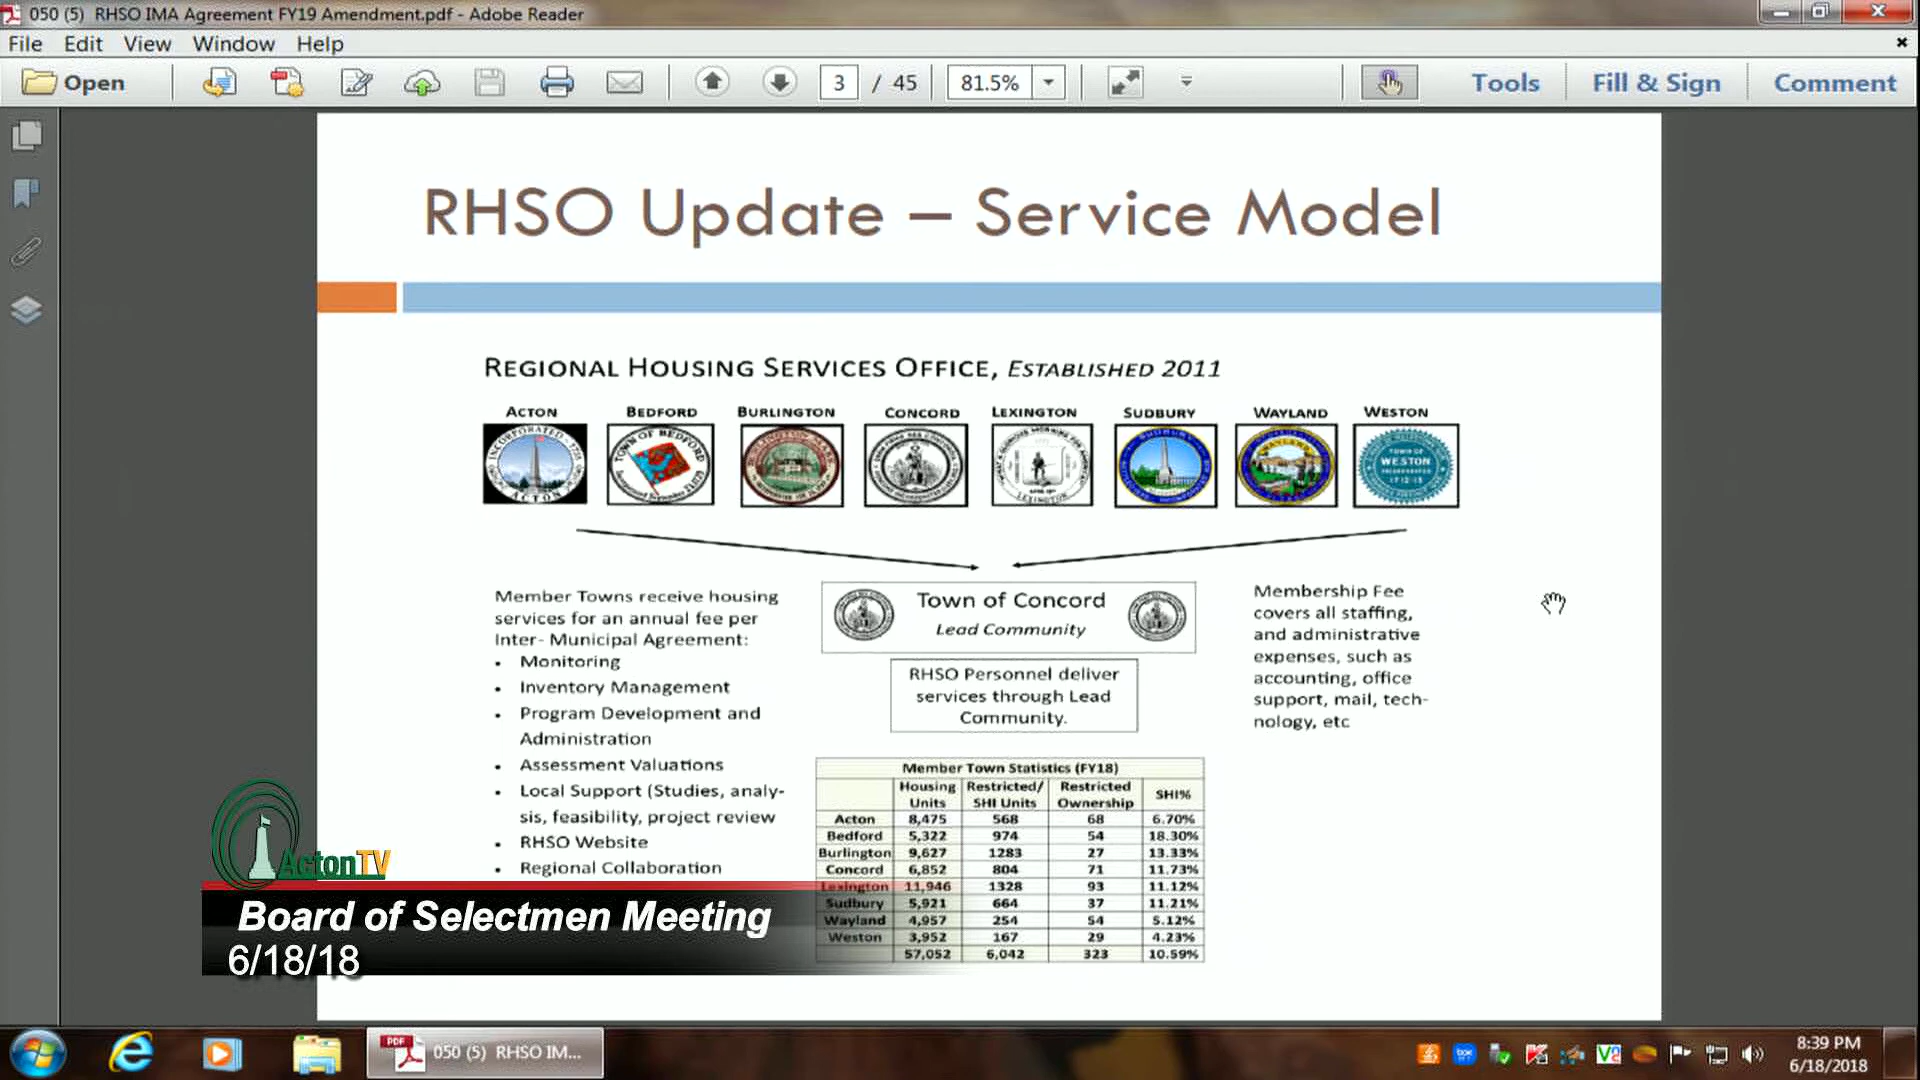 050 (5) RHSO IMA Agreement FY19 Amendment.pdf - Adobe Reader
File Edit View Window Help
Open 3 / 45 81.5% Tools Fill & Sign Comment
RHSO Update – Service Model
REGIONAL HOUSING SERVICES OFFICE, ESTABLISHED 2011
ACTON BEDFORD BURLINGTON CONCORD LEXINGTON SUDBURY WAYLAND WESTON
INCORPORATED
ACTON
TOWN OF BEDFORD
LEXINGTON
TOWN OF
WESTON
Member Towns receive housing
services for an annual fee per
Inter- Municipal Agreement:
• Monitoring
• Inventory Management
• Program Development and
Administration
• Assessment Valuations
• Local Support (Studies, analy-
sis, feasibility, project review
• RHSO Website
• Regional Collaboration
Town of Concord
Lead Community
RHSO Personnel deliver
services through Lead
Community.
Membership Fee
covers all staffing,
and administrative
expenses, such as
accounting, office
support, mail, tech-
nology, etc
Member Town Statistics (FY18)
Housing Units Restricted/ SHI Units Restricted Ownership SHI%
Acton 8,475 568 68 6.70%
Bedford 5,322 974 54 18.30%
Burlington 9,627 1283 27 13.33%
Concord 6,852 804 71 11.73%
Lexington 11,946 1328 93 11.12%
Sudbury 5,921 664 37 11.21%
Wayland 4,957 254 54 5.12%
Weston 3,952 167 29 4.23%
57,052 6,042 323 10.59%
ActonTV
Board of Selectmen Meeting
6/18/18
050 (5) RHSO IM...
8:39 PM
6/18/2018